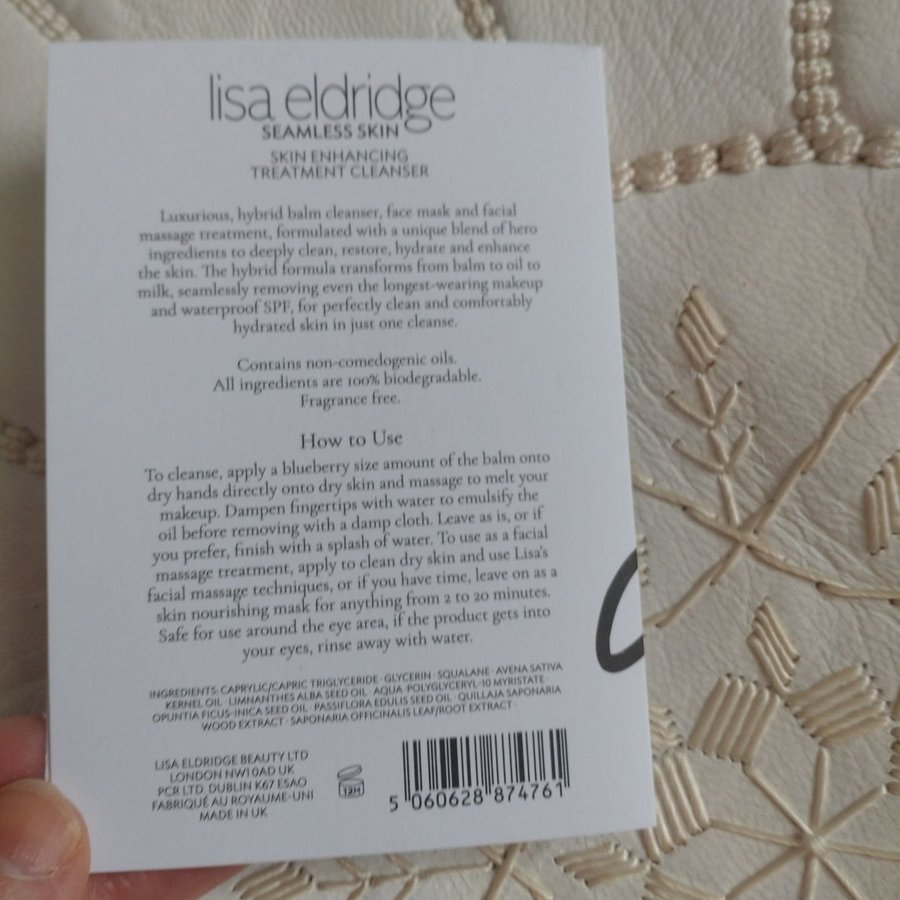 lisa eldridge
SEAMLESS SKIN
SKIN ENHANCING
TREATMENT CLEANSER
Luxurious, hybrid balm cleanser, face mask and facial
massage treatment, formulated with a unique blend of hero
ingredients to deeply clean, restore, hydrate and enhance
the skin. The hybrid formula transforms from balm to oil to
milk, seamlessly removing even the longest-wearing makeup
and waterproof SPF, for perfectly clean and comfortably
hydrated skin in just one cleanse.
Contains non-comedogenic oils.
All ingredients are 100% biodegradable.
Fragrance free.
How to Use
To cleanse, apply a blueberry size amount of the balm onto
dry hands directly onto dry skin and massage to melt your
makeup. Dampen fingertips with water to emulsify the
oil before removing with a damp cloth. Leave as is, or if
you prefer, finish with a splash of water. To use as a facial
massage treatment, apply to clean dry skin and use Lisa's
facial massage techniques, or if you have time, leave on as a
skin nourishing mask for anything from 2 to 20 minutes.
Safe for use around the eye area, if the product gets into
your eyes, rinse away with water.
INGREDIENTS: CAPRYLIC/CAPRIC TRIGLYCERIDE · GLYCERIN · SQUALANE · AVENA SATIVA
KERNEL OIL · LIMNANTHES ALBA SEED OIL · AQUA · POLYGLYCERYL-10 MYRISTATE ·
OPUNTIA FICUS-INICA SEED OIL · PASSIFLORA EDULIS SEED OIL · QUILLAJA SAPONARIA
WOOD EXTRACT · SAPONARIA OFFICINALIS LEAF/ROOT EXTRACT ·
LISA ELDRIDGE BEAUTY LTD
LONDON NW1 0AD UK
PCR LTD, DUBLIN K67 E5A0
FABRIQUÉ AU ROYAUME-UNI
MADE IN UK
12M
5 060628 874761